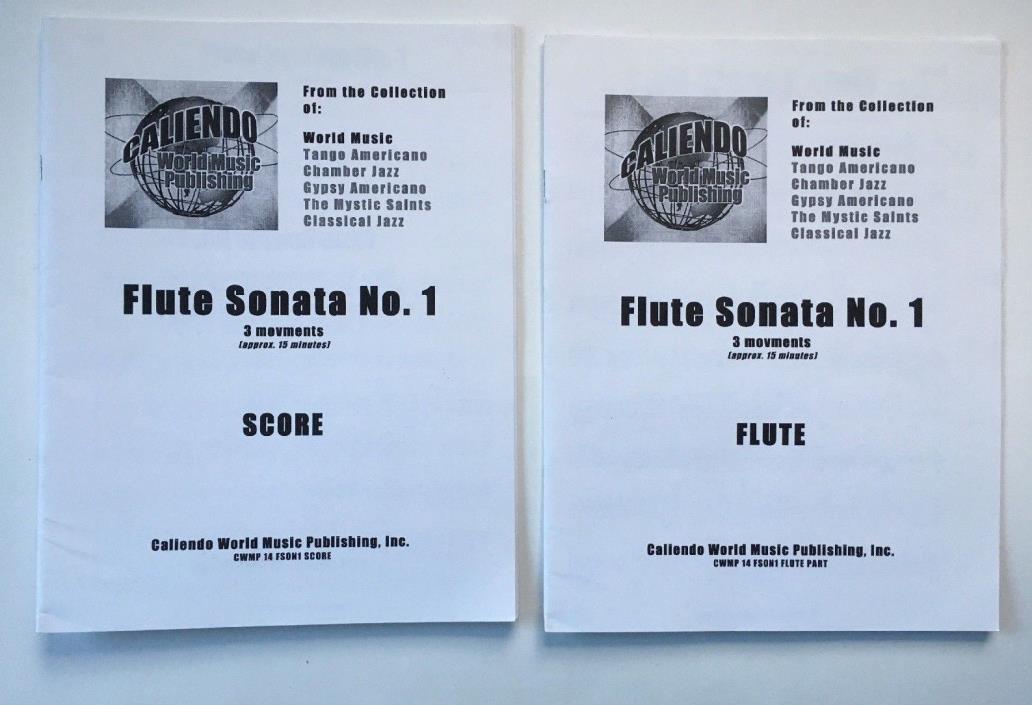 CALIENDO
World Music
Publishing
From the Collection
of:
World Music
Tango Americano
Chamber Jazz
Gypsy Americano
The Mystic Saints
Classical Jazz
Flute Sonata No. 1
3 movments
(approx. 15 minutes)
SCORE
Caliendo World Music Publishing, Inc.
CWMP 14 FSON1 SCORE
CALIENDO
World Music
Publishing
From the Collection
of:
World Music
Tango Americano
Chamber Jazz
Gypsy Americano
The Mystic Saints
Classical Jazz
Flute Sonata No. 1
3 movments
(approx. 15 minutes)
FLUTE
Caliendo World Music Publishing, Inc.
CWMP 14 FSON1 FLUTE PART